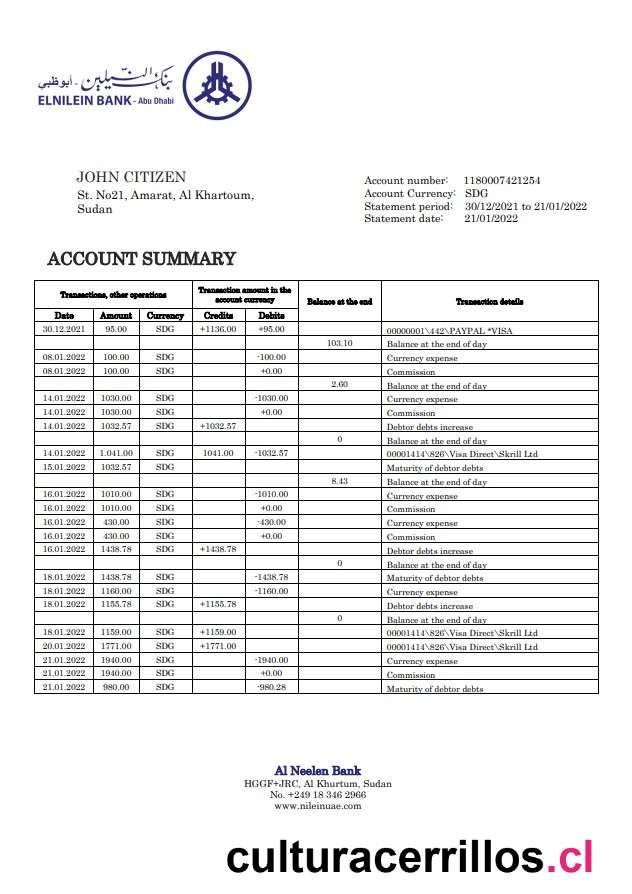 بنك النيلين - أبوظبي
ELNILEIN BANK - Abu Dhabi
JOHN CITIZEN
St. No21, Amarat, Al Khartoum,
Sudan
Account number: 1180007421254
Account Currency: SDG
Statement period: 30/12/2021 to 21/01/2022
Statement date: 21/01/2022
ACCOUNT SUMMARY
Transactions, other operations Transaction amount in the account currency Balance at the end Transaction details
Date Amount Currency Credits Debits
30.12.2021 95.00 SDG +1136.00 +95.00 00000001\442\PAYPAL *VISA
103.10 Balance at the end of day
08.01.2022 100.00 SDG -100.00 Currency expense
08.01.2022 100.00 SDG +0.00 Commission
2.60 Balance at the end of day
14.01.2022 1030.00 SDG -1030.00 Currency expense
14.01.2022 1030.00 SDG +0.00 Commission
14.01.2022 1032.57 SDG +1032.57 Debtor debts increase
0 Balance at the end of day
14.01.2022 1.041.00 SDG 1041.00 -1032.57 00001414\826\Visa Direct\Skrill Ltd
15.01.2022 1032.57 SDG Maturity of debtor debts
8.43 Balance at the end of day
16.01.2022 1010.00 SDG -1010.00 Currency expense
16.01.2022 1010.00 SDG +0.00 Commission
16.01.2022 430.00 SDG -430.00 Currency expense
16.01.2022 430.00 SDG +0.00 Commission
16.01.2022 1438.78 SDG +1438.78 Debtor debts increase
0 Balance at the end of day
18.01.2022 1438.78 SDG -1438.78 Maturity of debtor debts
18.01.2022 1160.00 SDG -1160.00 Currency expense
18.01.2022 1155.78 SDG +1155.78 Debtor debts increase
0 Balance at the end of day
18.01.2022 1159.00 SDG +1159.00 00001414\826\Visa Direct\Skrill Ltd
20.01.2022 1771.00 SDG +1771.00 00001414\826\Visa Direct\Skrill Ltd
21.01.2022 1940.00 SDG -1940.00 Currency expense
21.01.2022 1940.00 SDG +0.00 Commission
21.01.2022 980.00 SDG -980.28 Maturity of debtor debts
Al Neelen Bank
HGGF+JRC, Al Khurtum, Sudan
No. +249 18 346 2966
www.nileinuae.com
culturacerrillos.cl